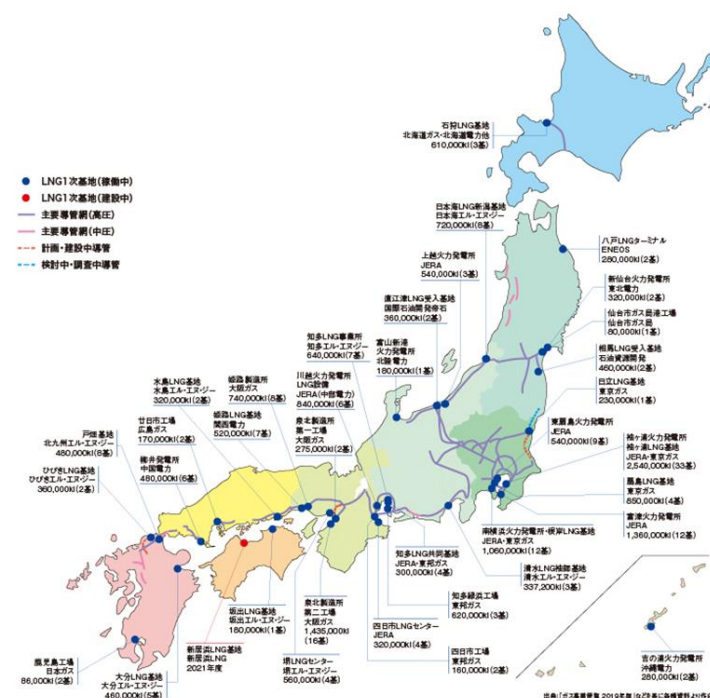 石狩LNG基地
北海道ガス・北海道電力他
610,000kl(3基)
LNG1次基地(稼働中)
LNG1次基地(建設中)
主要導管網(高圧)
主要導管網(中圧)
計画・建設中導管
検討中・調査中導管
日本海LNG新潟基地
日本海エル・エヌ・ジー
720,000kl(8基)
上越火力発電所
JERA
540,000kl(3基)
直江津LNG受入基地
国際石油開発帝石
360,000kl(2基)
八戸LNGターミナル
ENEOS
280,000kl(2基)
新仙台火力発電所
東北電力
320,000kl(2基)
仙台市ガス局港工場
仙台市ガス局
80,000kl(1基)
相馬LNG受入基地
石油資源開発
460,000kl(2基)
日立LNG基地
東京ガス
230,000kl(1基)
東扇島火力発電所
JERA
540,000kl(9基)
袖ヶ浦火力発電所
袖ヶ浦LNG基地
JERA・東京ガス
2,540,000kl(33基)
扇島LNG基地
東京ガス
850,000kl(4基)
富津火力発電所
JERA
1,360,000kl(12基)
知多LNG事業所
知多エル・エヌ・ジー
640,000kl(7基)
富山新港
火力発電所
北陸電力
180,000kl(1基)
川越火力発電所
LNG設備
JERA(中部電力)
840,000kl(6基)
泉北製造所
第一工場
大阪ガス
275,000kl(2基)
姫路製造所
大阪ガス
740,000kl(8基)
姫路LNG基地
関西電力
520,000kl(7基)
水島LNG基地
水島エル・エヌ・ジー
320,000kl(2基)
廿日市工場
広島ガス
170,000kl(2基)
柳井発電所
中国電力
480,000kl(6基)
戸畑基地
北九州エル・エヌ・ジー
480,000kl(8基)
ひびきLNG基地
ひびきエル・エヌ・ジー
360,000kl(2基)
南横浜火力発電所・根岸LNG基地
JERA・東京ガス
1,060,000kl(12基)
清水LNG袖師基地
清水エル・エヌ・ジー
337,200kl(3基)
知多LNG共同基地
JERA・東邦ガス
300,000kl(4基)
知多緑浜工場
東邦ガス
620,000kl(3基)
四日市LNGセンター
JERA
320,000kl(4基)
四日市工場
東邦ガス
160,000kl(2基)
泉北製造所
第二工場
大阪ガス
1,435,000kl
(16基)
堺LNGセンター
堺エル・エヌ・ジー
560,000kl(4基)
坂出LNG基地
坂出エル・エヌ・ジー
180,000kl(1基)
新居浜LNG基地
新居浜LNG
2021年度
大分LNG基地
大分エル・エヌ・ジー
460,000kl(5基)
鹿児島工場
日本ガス
86,000kl(2基)
吉の浦火力発電所
沖縄電力
280,000kl(2基)